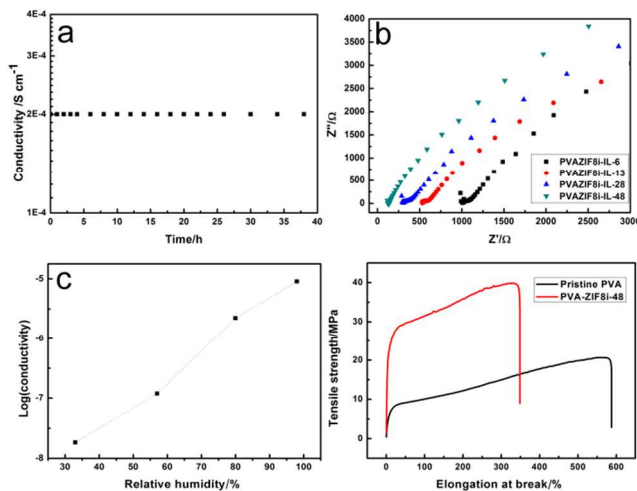 a
4E-4
2E-4
1E-4
Conductivity /S cm⁻¹
0 5 10 15 20 25 30 35 40
Time/h
b
4000
3500
3000
2500
2000
1500
1000
500
0
Z''/Ω
PVAZIF8i-IL-6
PVAZIF8i-IL-13
PVAZIF8i-IL-28
PVAZIF8i-IL-48
0 500 1000 1500 2000 2500 3000
Z'/Ω
c
-5
-6
-7
-8
Log(conductivity)
30 40 50 60 70 80 90 100
Relative humidity/%
40
30
20
10
0
Tensile strength/MPa
Pristine PVA
PVA-ZIF8i-48
0 100 200 300 400 500 600
Elongation at break/%